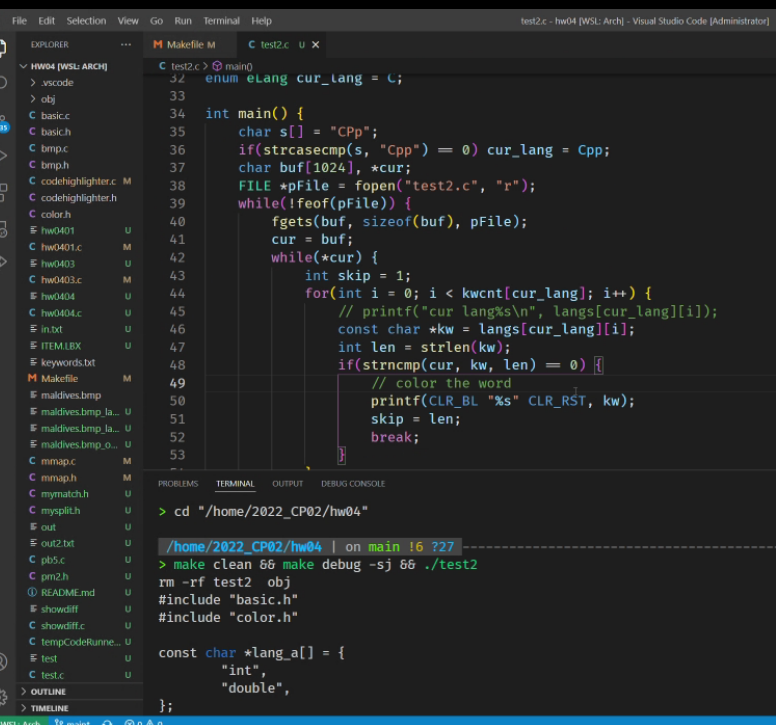 File Edit Selection View Go Run Terminal Help test2.c - hw04 [WSL: Arch] - Visual Studio Code [Administrator]
EXPLORER ...
M Makefile M C test2.c U X
HW04 [WSL: ARCH]
C test2.c > main()
.vscode
obj
C basic.c
C basic.h
C bmp.c
C bmp.h
C codehighlighter.c M
C codehighlighter.h
C color.h
hw0401 U
C hw0401.c M
hw0403 U
C hw0403.c M
hw0404 U
C hw0404.c U
in.txt U
ITEM.LBX U
keywords.txt
M Makefile M
maldives.bmp
maldives.bmp_la... U
maldives.bmp_la... U
maldives.bmp_o... U
C mmap.c M
C mmap.h M
C mymatch.h U
C mysplit.h U
out U
out2.txt U
C pb5.c U
C pm2.h U
README.md U
showdiff U
C showdiff.c U
C tempCodeRunne... U
test U
C test.c U
OUTLINE
TIMELINE
32 enum eLang cur_lang = C;
33
34 int main() {
35 char s[] = "CPp";
36 if(strcasecmp(s, "Cpp") == 0) cur_lang = Cpp;
37 char buf[1024], *cur;
38 FILE *pFile = fopen("test2.c", "r");
39 while(!feof(pFile)) {
40 fgets(buf, sizeof(buf), pFile);
41 cur = buf;
42 while(*cur) {
43 int skip = 1;
44 for(int i = 0; i < kwcnt[cur_lang]; i++) {
45 // printf("cur lang%s\n", langs[cur_lang][i]);
46 const char *kw = langs[cur_lang][i];
47 int len = strlen(kw);
48 if(strncmp(cur, kw, len) == 0) {
49 // color the word
50 printf(CLR_BL "%s" CLR_RST, kw);
51 skip = len;
52 break;
53 }
PROBLEMS TERMINAL OUTPUT DEBUG CONSOLE
> cd "/home/2022_CP02/hw04"
/home/2022_CP02/hw04 | on main !6 ?27
> make clean && make debug -sj && ./test2
rm -rf test2 obj
#include "basic.h"
#include "color.h"
const char *lang_a[] = {
"int",
"double",
};